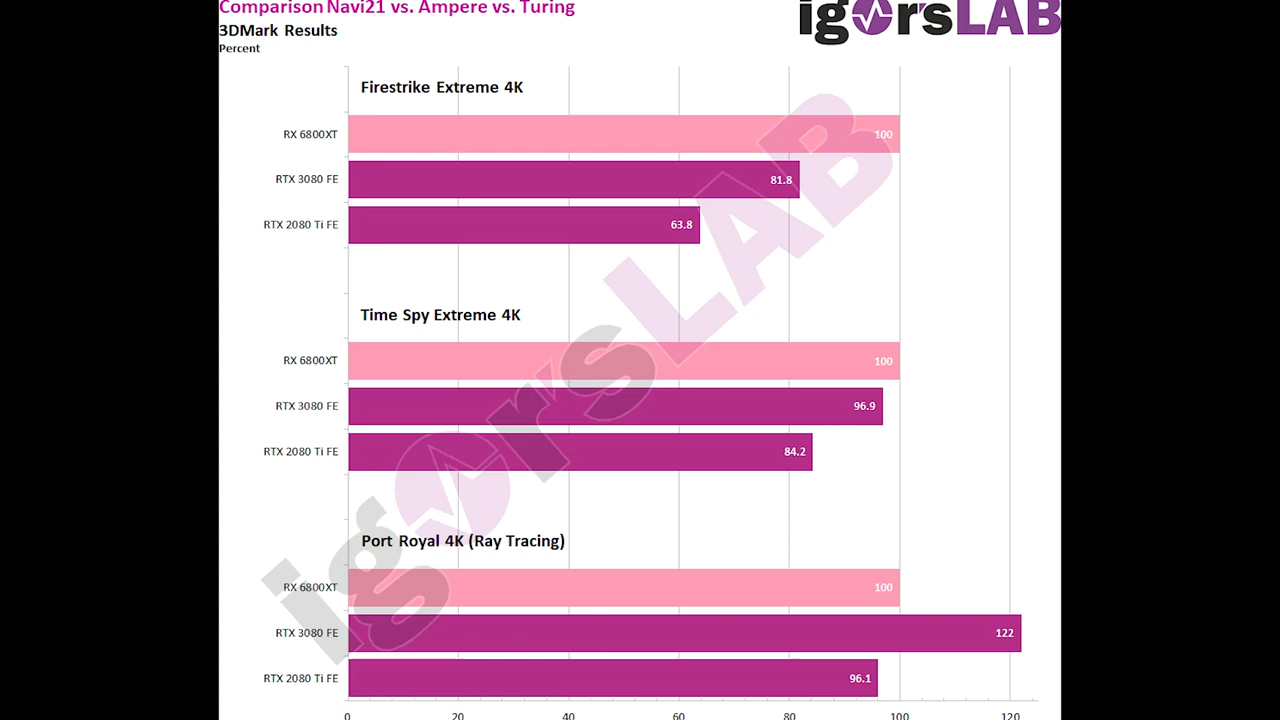 Comparison Navi21 vs. Ampere vs. Turing
3DMark Results
Percent
igorsLAB
Firestrike Extreme 4K
RX 6800XT
100
RTX 3080 FE
81.8
RTX 2080 Ti FE
63.8
Time Spy Extreme 4K
RX 6800XT
100
RTX 3080 FE
96.9
RTX 2080 Ti FE
84.2
Port Royal 4K (Ray Tracing)
RX 6800XT
100
RTX 3080 FE
122
RTX 2080 Ti FE
96.1
0 20 40 60 80 100 120
igorsLAB